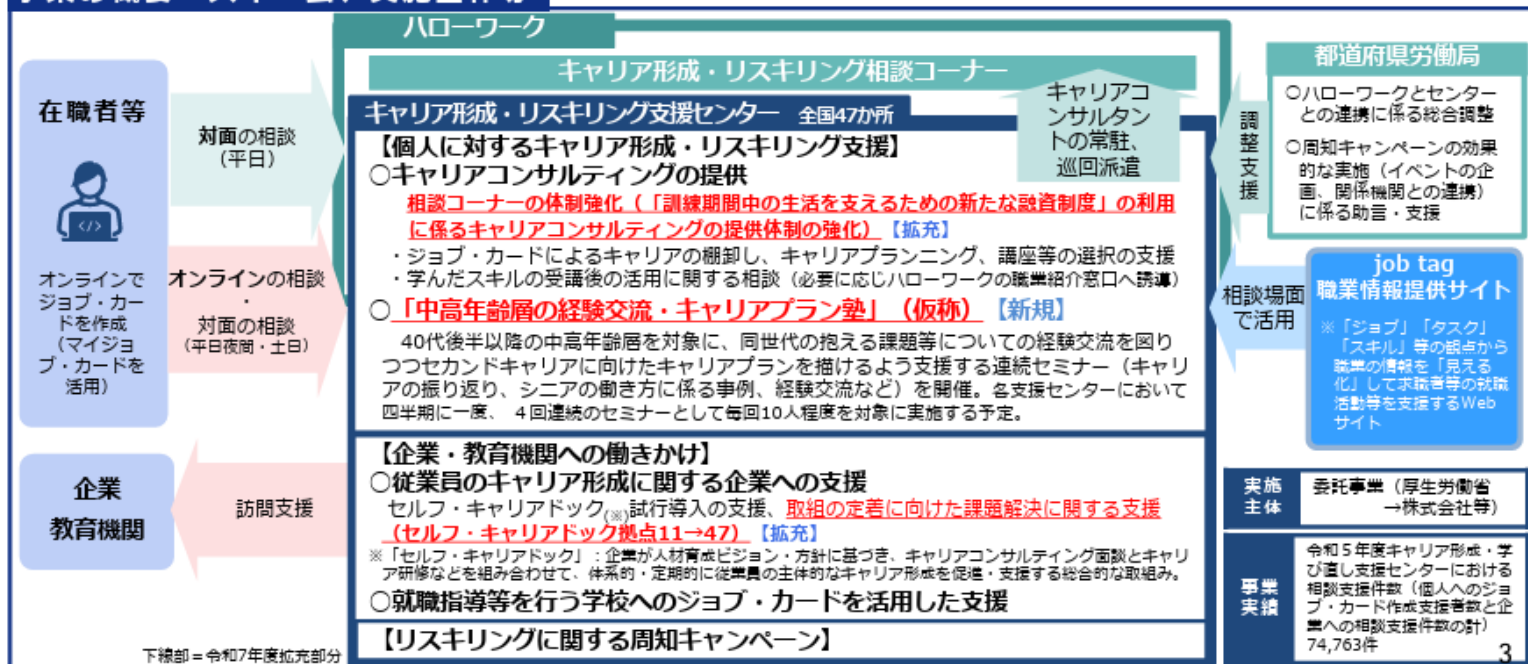 ハローワーク
キャリア形成・リスキリング相談コーナー
キャリアコ
ンサルタン
トの常駐、
巡回派遣
在職者等
オンラインで
ジョブ・カー
ドを作成
（マイジョ
ブ・カードを
活用）
対面の相談
（平日）
オンラインの相談
・
対面の相談
（平日夜間・土日）
企業
教育機関
訪問支援
キャリア形成・リスキリング支援センター 全国47か所
【個人に対するキャリア形成・リスキリング支援】
○キャリアコンサルティングの提供
相談コーナーの体制強化（「訓練期間中の生活を支えるための新たな融資制度」の利用
に係るキャリアコンサルティングの提供体制の強化）【拡充】
・ジョブ・カードによるキャリアの棚卸し、キャリアプランニング、講座等の選択の支援
・学んだスキルの受講後の活用に関する相談（必要に応じハローワークの職業紹介窓口へ誘導）
○「中高年齢層の経験交流・キャリアプラン塾」（仮称）【新規】
40代後半以降の中高年齢層を対象に、同世代の抱える課題等についての経験交流を図り
つつセカンドキャリアに向けたキャリアプランを描けるよう支援する連続セミナー（キャリ
アの振り返り、シニアの働き方に係る事例、経験交流など）を開催。各支援センターにおいて
四半期に一度、４回連続のセミナーとして毎回10人程度を対象に実施する予定。
【企業・教育機関への働きかけ】
○従業員のキャリア形成に関する企業への支援
セルフ・キャリアドック(※)試行導入の支援、取組の定着に向けた課題解決に関する支援
（セルフ・キャリアドック拠点11→47）【拡充】
※「セルフ・キャリアドック」：企業が人材育成ビジョン・方針に基づき、キャリアコンサルティング面談とキャリ
ア研修などを組み合わせて、体系的・定期的に従業員の主体的なキャリア形成を促進・支援する総合的な取組み。
○就職指導等を行う学校へのジョブ・カードを活用した支援
【リスキリングに関する周知キャンペーン】
下線部＝令和7年度拡充部分
調整支援
都道府県労働局
○ハローワークとセンター
との連携に係る総合調整
○周知キャンペーンの効果
的な実施（イベントの企
画、関係機関との連携）
に係る助言・支援
相談場面
で活用
job tag
職業情報提供サイト
※「ジョブ」「タスク」
「スキル」等の観点から
職業の情報を「見える
化」して求職者等の就職
活動等を支援するWeb
サイト
実施
主体
委託事業（厚生労働省
→株式会社等）
事業
実績
令和５年度キャリア形成・学
び直し支援センターにおける
相談支援件数（個人へのジョ
ブ・カード作成支援者数と企
業への相談支援件数の計）
74,763件
3